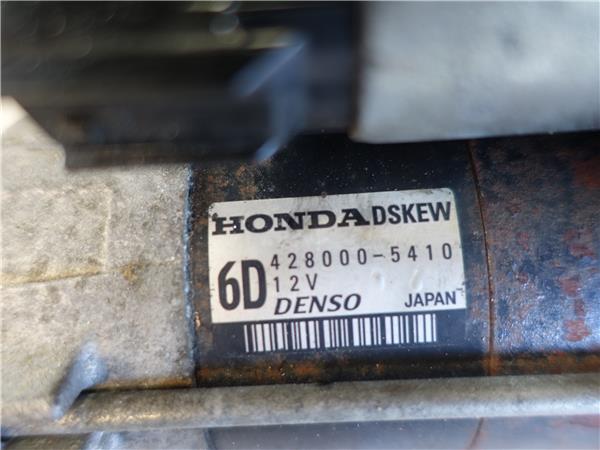 HONDA DSKEW
6D 428000-5410
12V
DENSO JAPAN